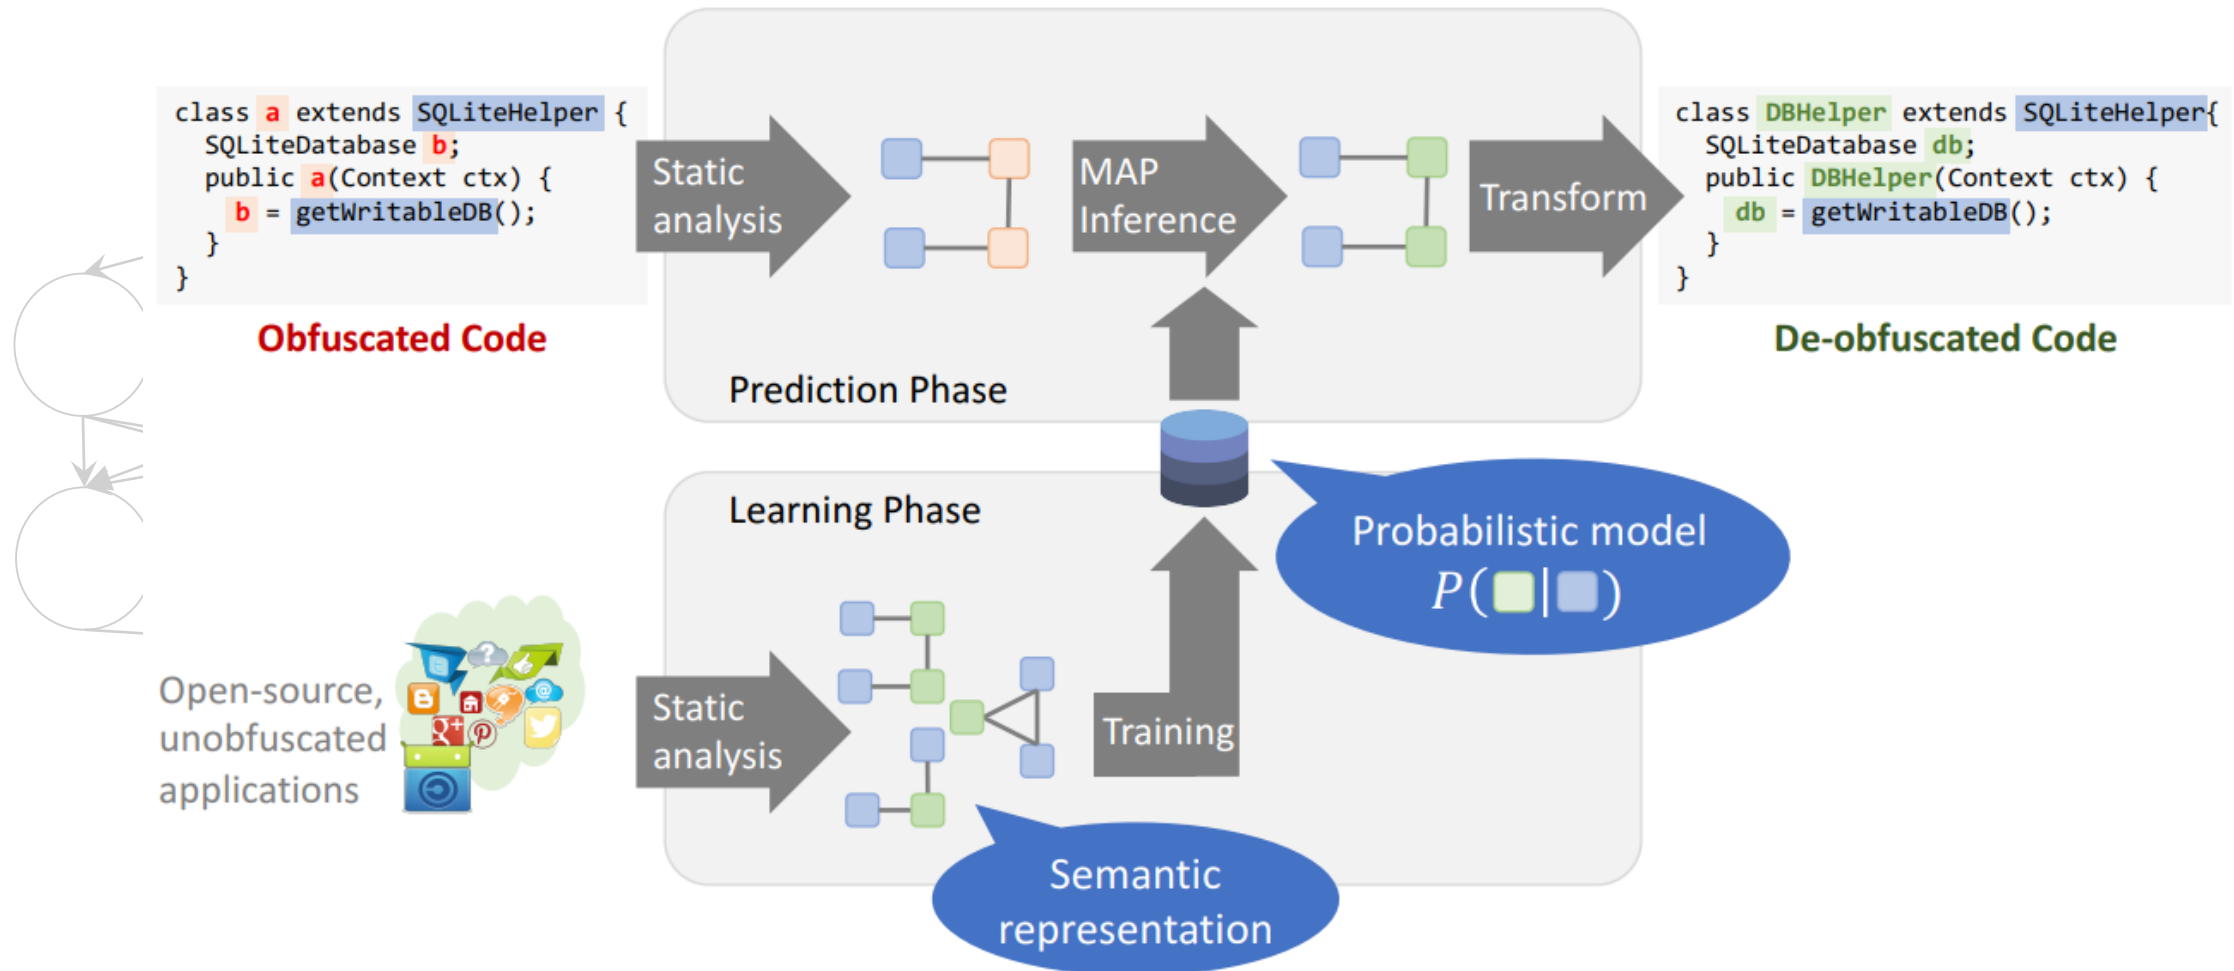 class a extends SQLiteHelper {
SQLiteDatabase b;
public a(Context ctx) {
b = getWritableDB();
}
}
Obfuscated Code
Static
analysis
MAP
Inference
Transform
Prediction Phase
class DBHelper extends SQLiteHelper{
SQLiteDatabase db;
public DBHelper(Context ctx) {
db = getWritableDB();
}
}
De-obfuscated Code
Learning Phase
Probabilistic model
P( | )
Open-source,
unobfuscated
applications
Static
analysis
Training
Semantic
representation